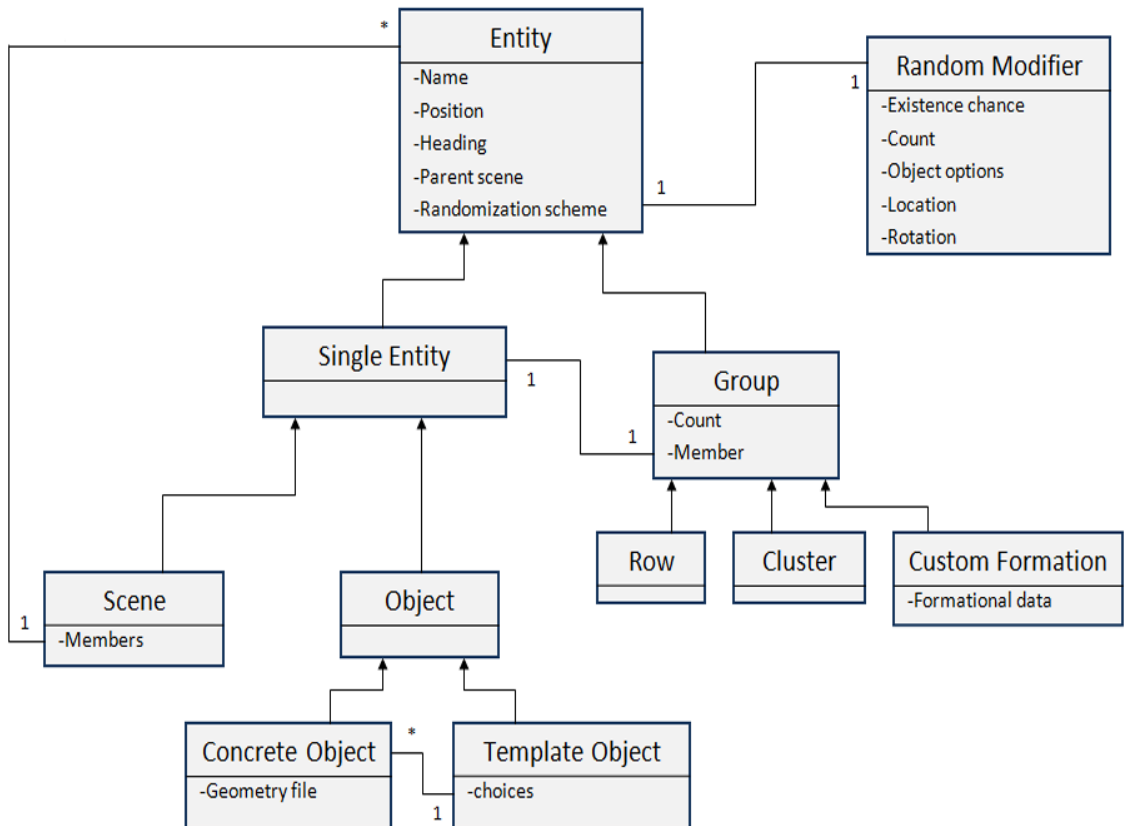 *
Entity
-Name
-Position
-Heading
-Parent scene
-Randomization scheme
1
1
Random Modifier
-Existence chance
-Count
-Object options
-Location
-Rotation
Single Entity
1
1
Group
-Count
-Member
Row
Cluster
Custom Formation
-Formational data
1
Scene
-Members
Object
Concrete Object
-Geometry file
*
1
Template Object
-choices